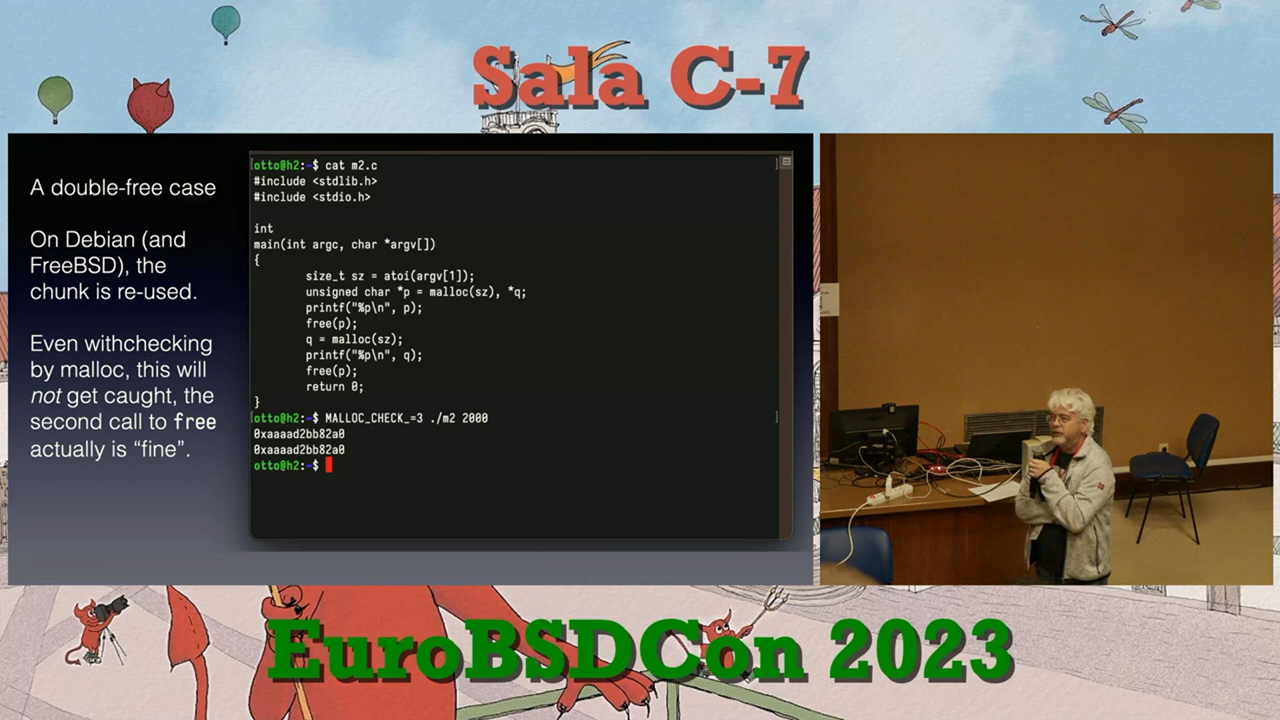 Sala C-7
A double-free case
On Debian (and
FreeBSD), the
chunk is re-used.
Even withchecking
by malloc, this will
not get caught, the
second call to free
actually is “fine”.
[otto@h2:~$ cat m2.c ]
#include <stdlib.h>
#include <stdio.h>
int
main(int argc, char *argv[])
{
size_t sz = atoi(argv[1]);
unsigned char *p = malloc(sz), *q;
printf("%p\n", p);
free(p);
q = malloc(sz);
printf("%p\n", q);
free(p);
return 0;
}
[otto@h2:~$ MALLOC_CHECK_=3 ./m2 2000 ]
0xaaaad2bb82a0
0xaaaad2bb82a0
otto@h2:~$
EuroBSDCon 2023